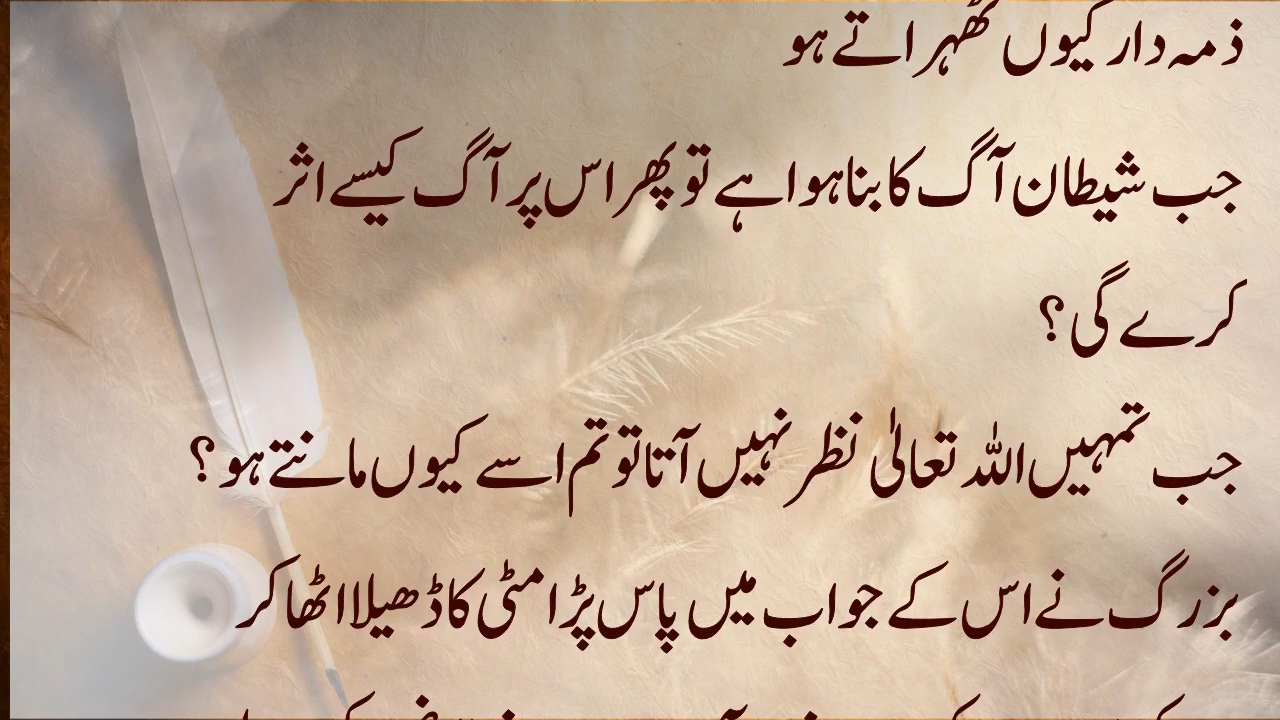 ذمہ دار کیوں ٹھہراتے ہو
جب شیطان آگ کا بنا ہوا ہے تو پھر اس پر آگ کیسے اثر
کرے گی؟
جب تمہیں اللہ تعالیٰ نظر نہیں آتا تو تم اسے کیوں مانتے ہو؟
بزرگ نے اس کے جواب میں پاس پڑا مٹی کا ڈھیلا اٹھا کر